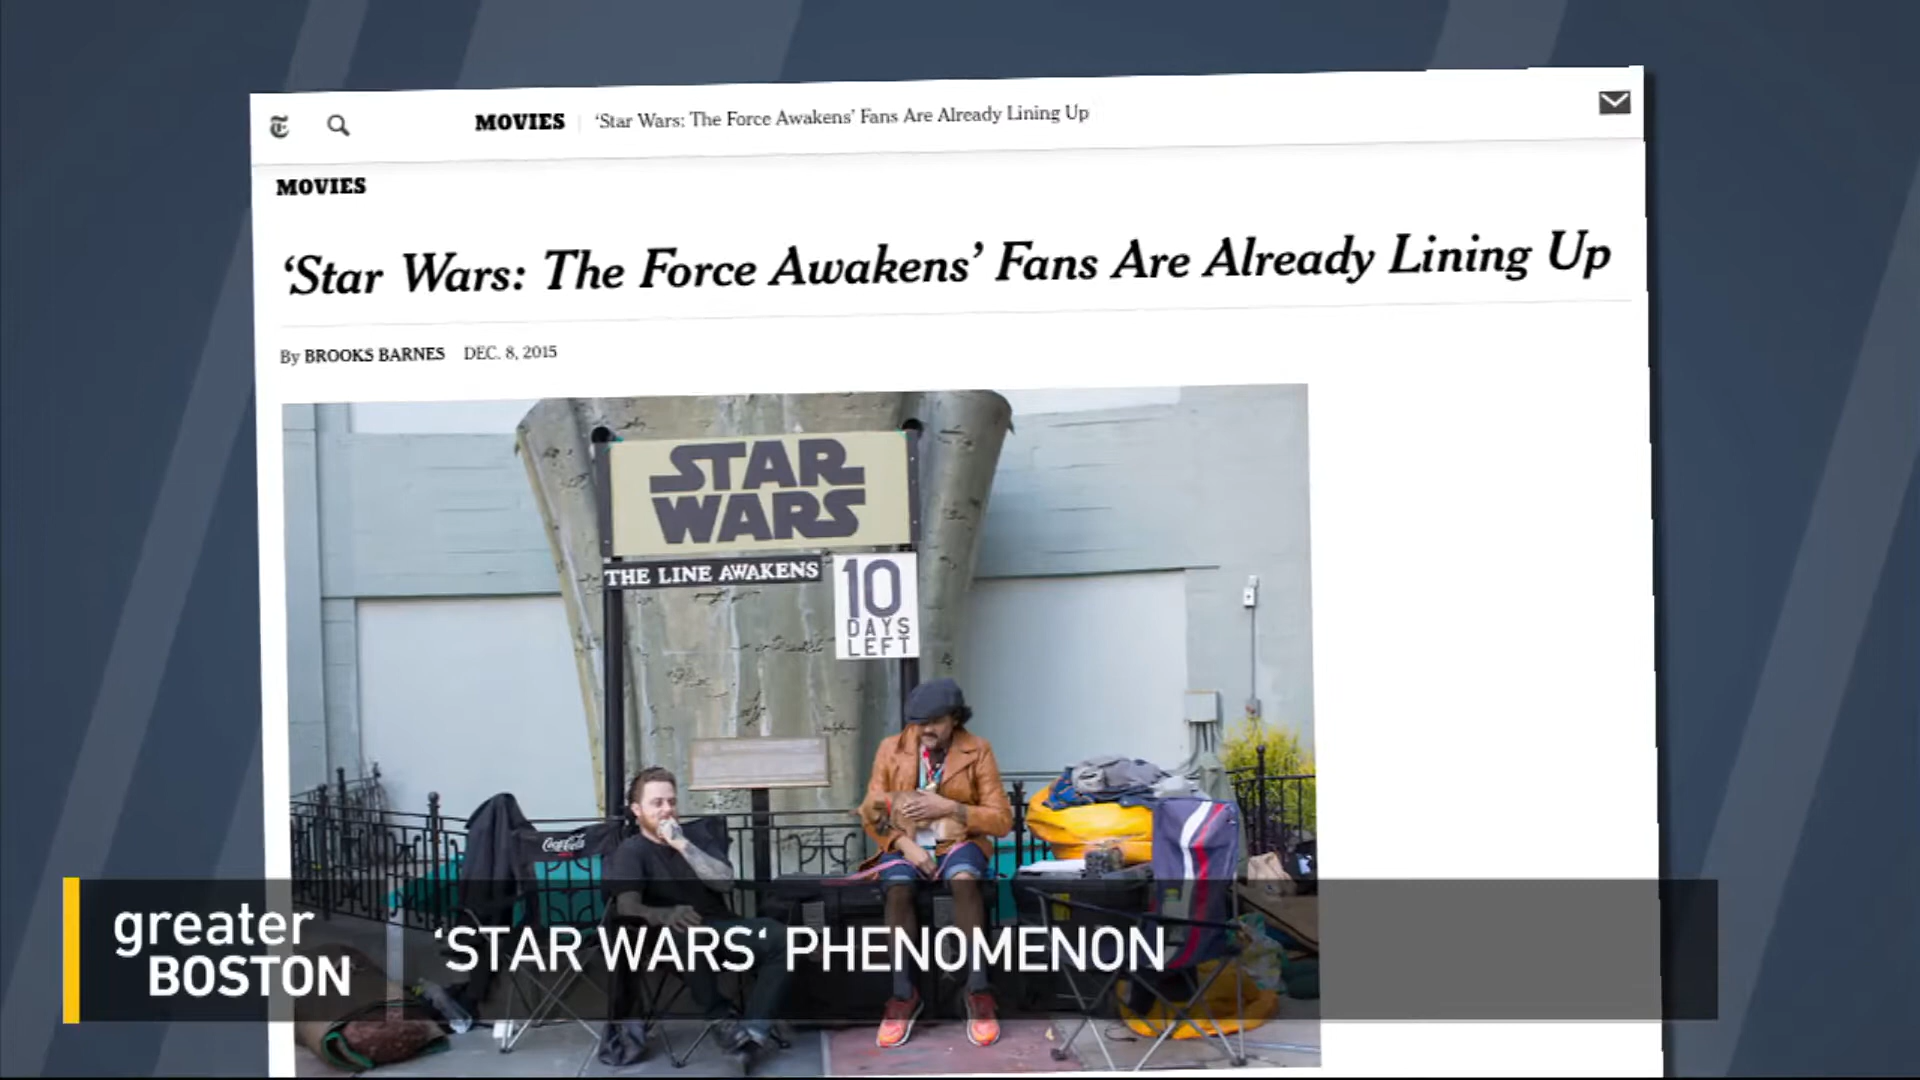 MOVIES ‘Star Wars: The Force Awakens’ Fans Are Already Lining Up
MOVIES
‘Star Wars: The Force Awakens’ Fans Are Already Lining Up
By BROOKS BARNES DEC. 8, 2015
STAR
WARS
THE LINE AWAKENS
10
DAYS
LEFT
Coca-Cola
greater
BOSTON
‘STAR WARS‘ PHENOMENON